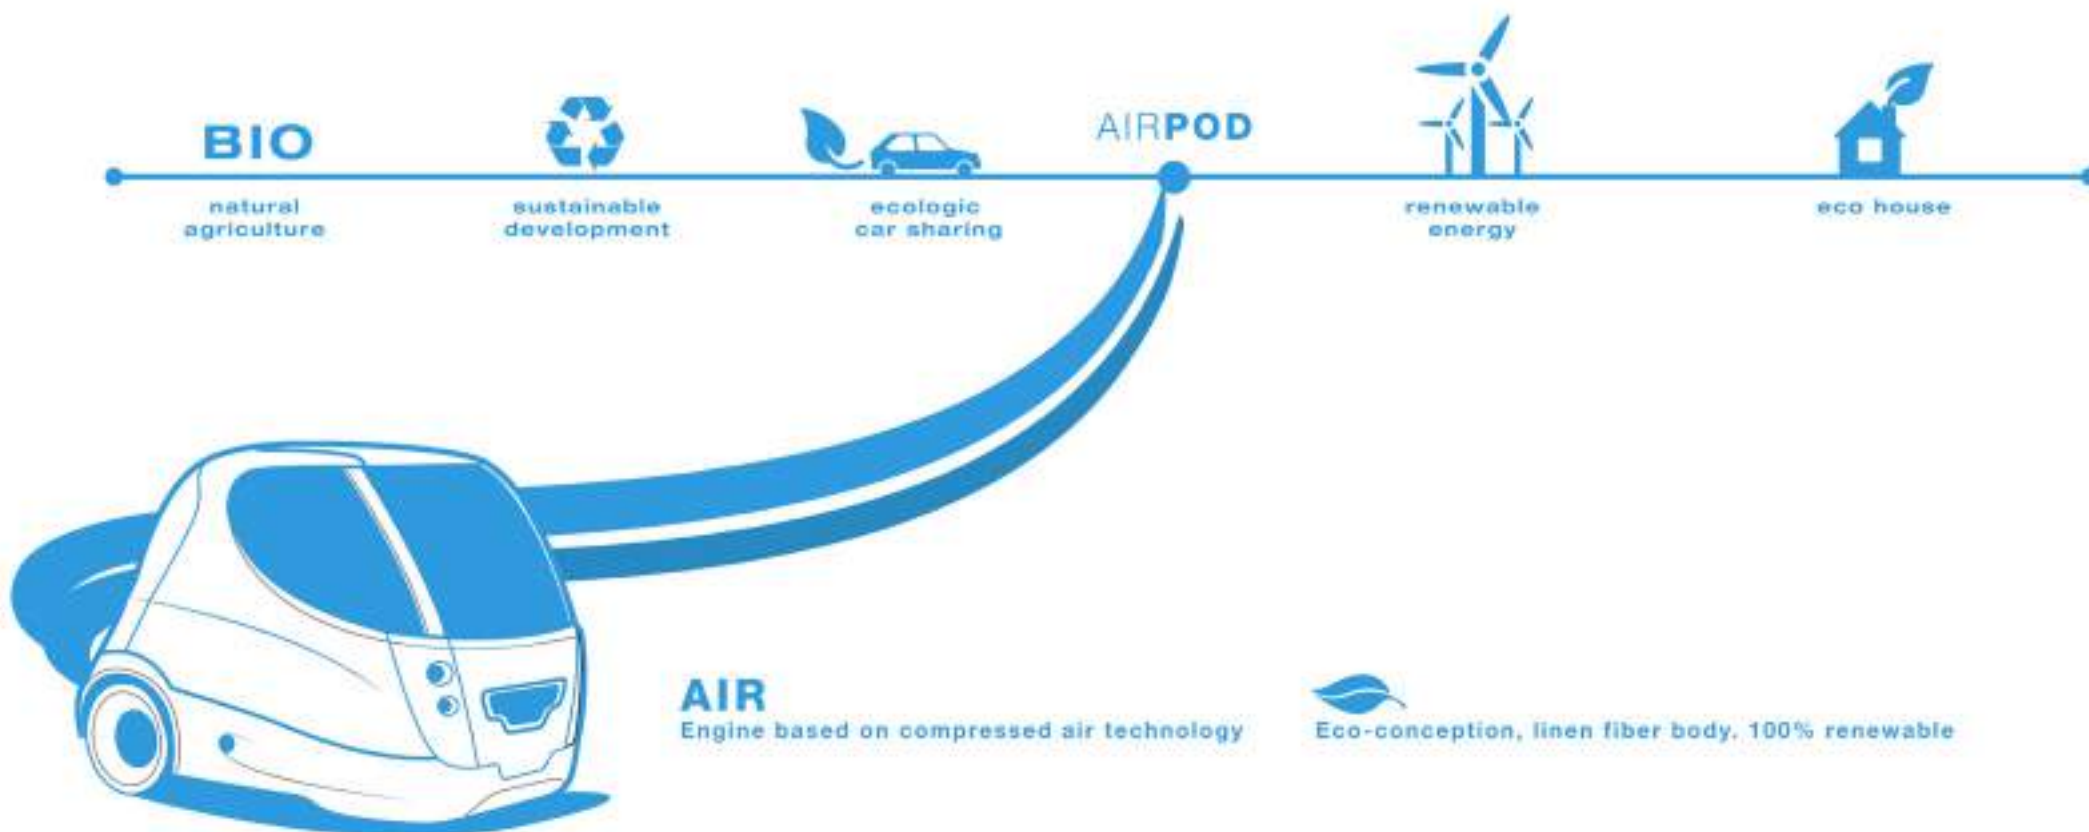 BIO
natural
agriculture
sustainable
development
ecologic
car sharing
AIRPOD
renewable
energy
eco house
AIR
Engine based on compressed air technology
Eco-conception, linen fiber body. 100% renewable